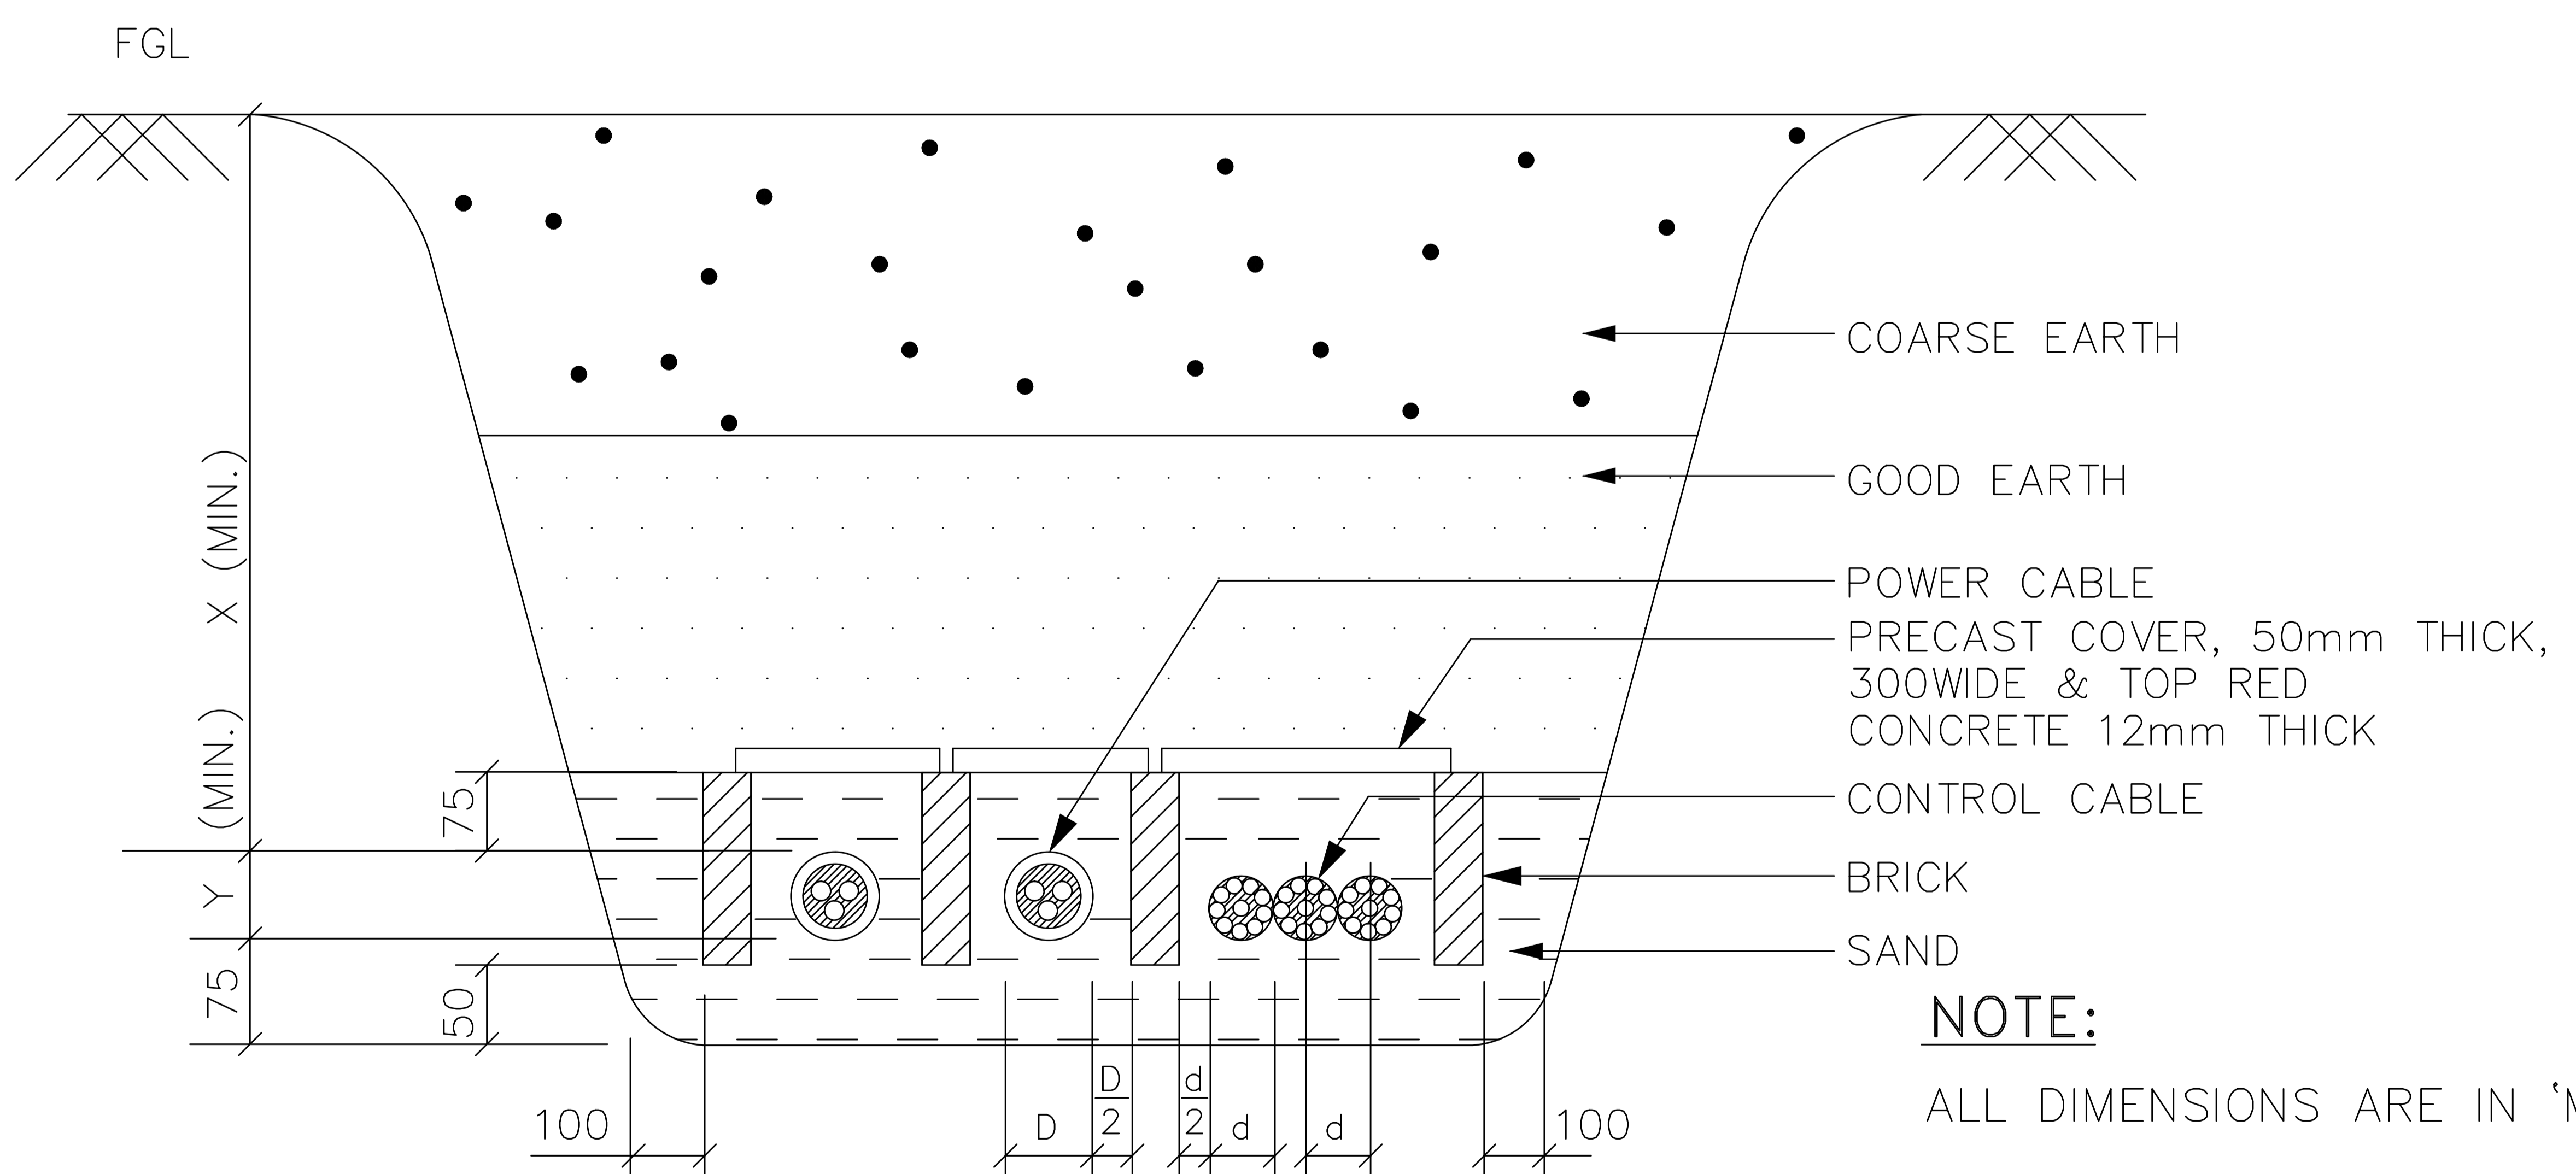 FGL
COARSE EARTH
GOOD EARTH
X (MIN.)
POWER CABLE
PRECAST COVER, 50mm THICK,
300WIDE & TOP RED
CONCRETE 12mm THICK
Y (MIN.)
75
CONTROL CABLE
BRICK
SAND
75
50
NOTE:
ALL DIMENSIONS ARE IN
100
D
D
2
d
2
d
d
100